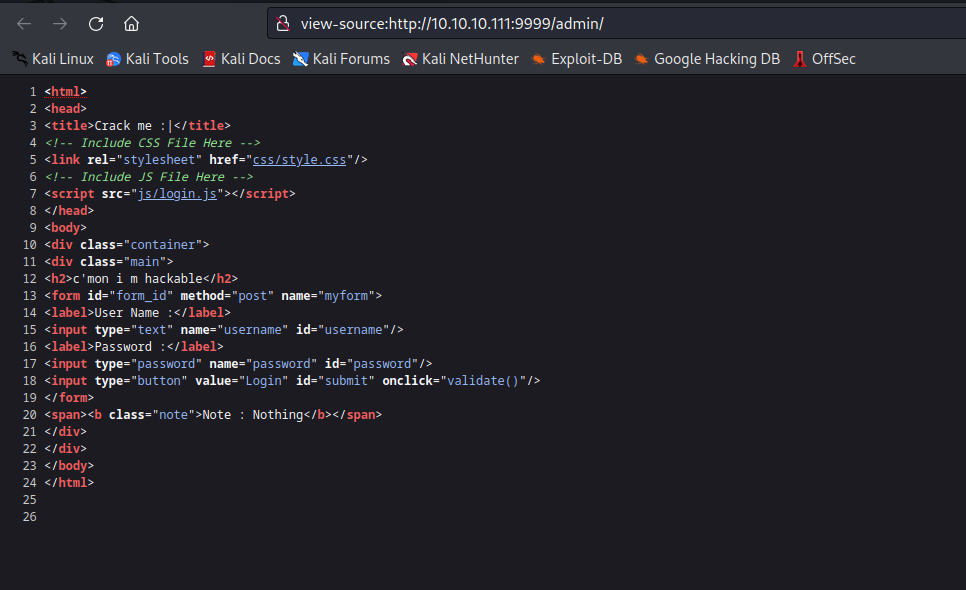 view-source:http://10.10.10.111:9999/admin/
Kali Linux Kali Tools Kali Docs Kali Forums Kali NetHunter Exploit-DB Google Hacking DB OffSec
1 <html>
2 <head>
3 <title>Crack me :|</title>
4 <!-- Include CSS File Here -->
5 <link rel="stylesheet" href="css/style.css"/>
6 <!-- Include JS File Here -->
7 <script src="js/login.js"></script>
8 </head>
9 <body>
10 <div class="container">
11 <div class="main">
12 <h2>c'mon i m hackable</h2>
13 <form id="form_id" method="post" name="myform">
14 <label>User Name :</label>
15 <input type="text" name="username" id="username"/>
16 <label>Password :</label>
17 <input type="password" name="password" id="password"/>
18 <input type="button" value="Login" id="submit" onclick="validate()"/>
19 </form>
20 <span><b class="note">Note : Nothing</b></span>
21 </div>
22 </div>
23 </body>
24 </html>
25
26